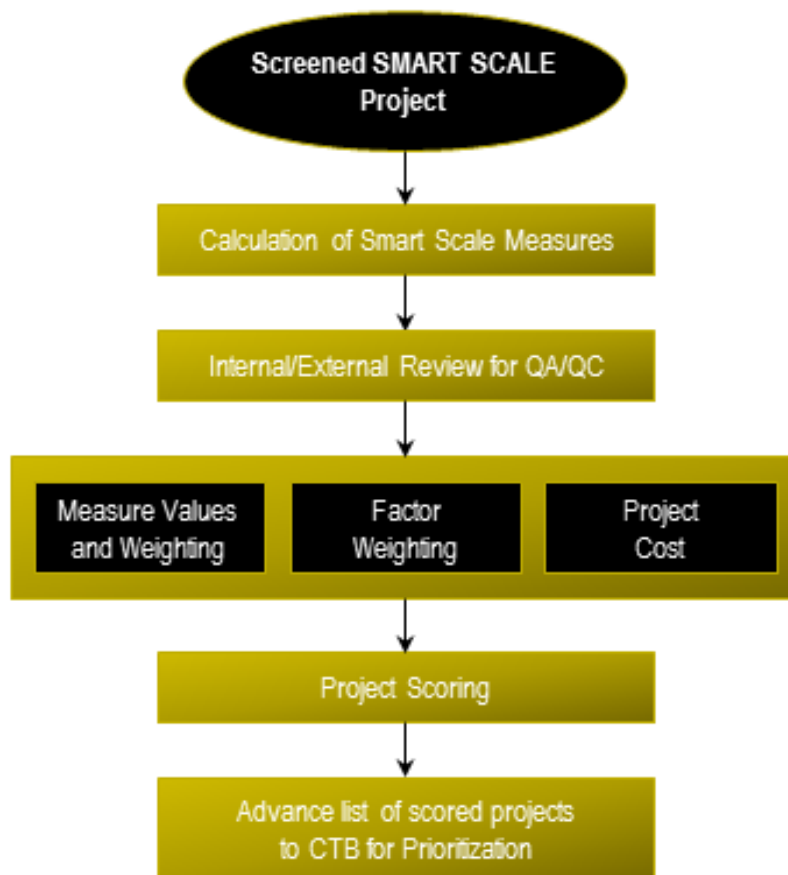 Screened SMART SCALE
Project
Calculation of Smart Scale Measures
Internal/External Review for QA/QC
Measure Values
and Weighting
Factor
Weighting
Project
Cost
Project Scoring
Advance list of scored projects
to CTB for Prioritization